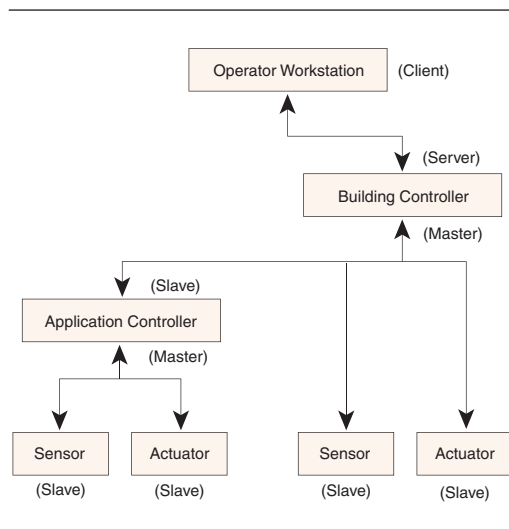 Operator Workstation (Client)
(Server)
Building Controller
(Master)
(Slave)
Application Controller
(Master)
Sensor Actuator Sensor Actuator
(Slave) (Slave) (Slave) (Slave)